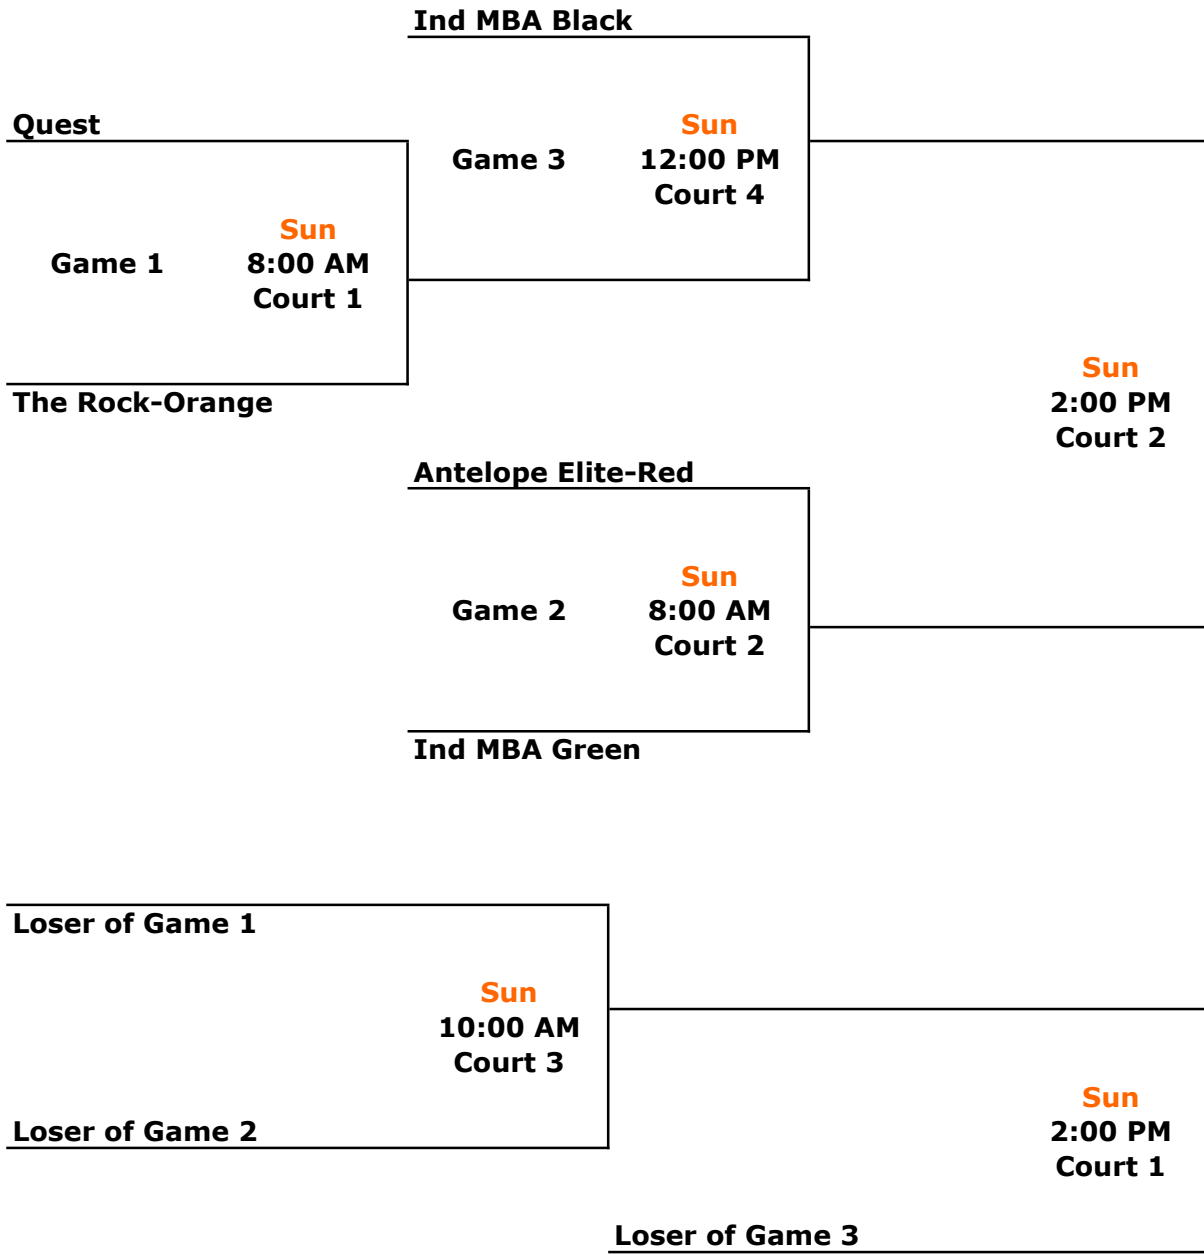 Ind MBA Black
Quest
Game 3
Sun
12:00 PM
Court 4
Game 1
Sun
8:00 AM
Court 1
The Rock-Orange
Sun
2:00 PM
Court 2
Antelope Elite-Red
Game 2
Sun
8:00 AM
Court 2
Ind MBA Green
Loser of Game 1
Sun
10:00 AM
Court 3
Loser of Game 2
Sun
2:00 PM
Court 1
Loser of Game 3